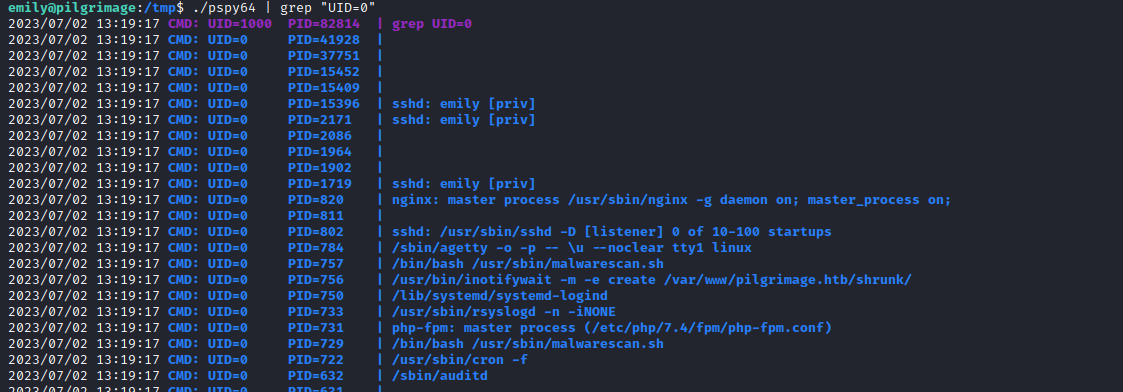 emily@pilgrimage:/tmp$ ./pspy64 | grep "UID=0"
2023/07/02 13:19:17 CMD: UID=1000  PID=82814  | grep UID=0
2023/07/02 13:19:17 CMD: UID=0     PID=41928  |
2023/07/02 13:19:17 CMD: UID=0     PID=37751  |
2023/07/02 13:19:17 CMD: UID=0     PID=15452  |
2023/07/02 13:19:17 CMD: UID=0     PID=15409  |
2023/07/02 13:19:17 CMD: UID=0     PID=15396  | sshd: emily [priv]
2023/07/02 13:19:17 CMD: UID=0     PID=2171   | sshd: emily [priv]
2023/07/02 13:19:17 CMD: UID=0     PID=2086   |
2023/07/02 13:19:17 CMD: UID=0     PID=1964   |
2023/07/02 13:19:17 CMD: UID=0     PID=1902   |
2023/07/02 13:19:17 CMD: UID=0     PID=1719   | sshd: emily [priv]
2023/07/02 13:19:17 CMD: UID=0     PID=820    | nginx: master process /usr/sbin/nginx -g daemon on; master_process on;
2023/07/02 13:19:17 CMD: UID=0     PID=811    |
2023/07/02 13:19:17 CMD: UID=0     PID=802    | sshd: /usr/sbin/sshd -D [listener] 0 of 10-100 startups
2023/07/02 13:19:17 CMD: UID=0     PID=784    | /sbin/agetty -o -p -- \u --noclear tty1 linux
2023/07/02 13:19:17 CMD: UID=0     PID=757    | /bin/bash /usr/sbin/malwarescan.sh
2023/07/02 13:19:17 CMD: UID=0     PID=756    | /usr/bin/inotifywait -m -e create /var/www/pilgrimage.htb/shrunk/
2023/07/02 13:19:17 CMD: UID=0     PID=750    | /lib/systemd/systemd-logind
2023/07/02 13:19:17 CMD: UID=0     PID=733    | /usr/sbin/rsyslogd -n -iNONE
2023/07/02 13:19:17 CMD: UID=0     PID=731    | php-fpm: master process (/etc/php/7.4/fpm/php-fpm.conf)
2023/07/02 13:19:17 CMD: UID=0     PID=729    | /bin/bash /usr/sbin/malwarescan.sh
2023/07/02 13:19:17 CMD: UID=0     PID=722    | /usr/sbin/cron -f
2023/07/02 13:19:17 CMD: UID=0     PID=632    | /sbin/auditd
2023/07/02 13:19:17 CMD: UID=0     PID=631    |